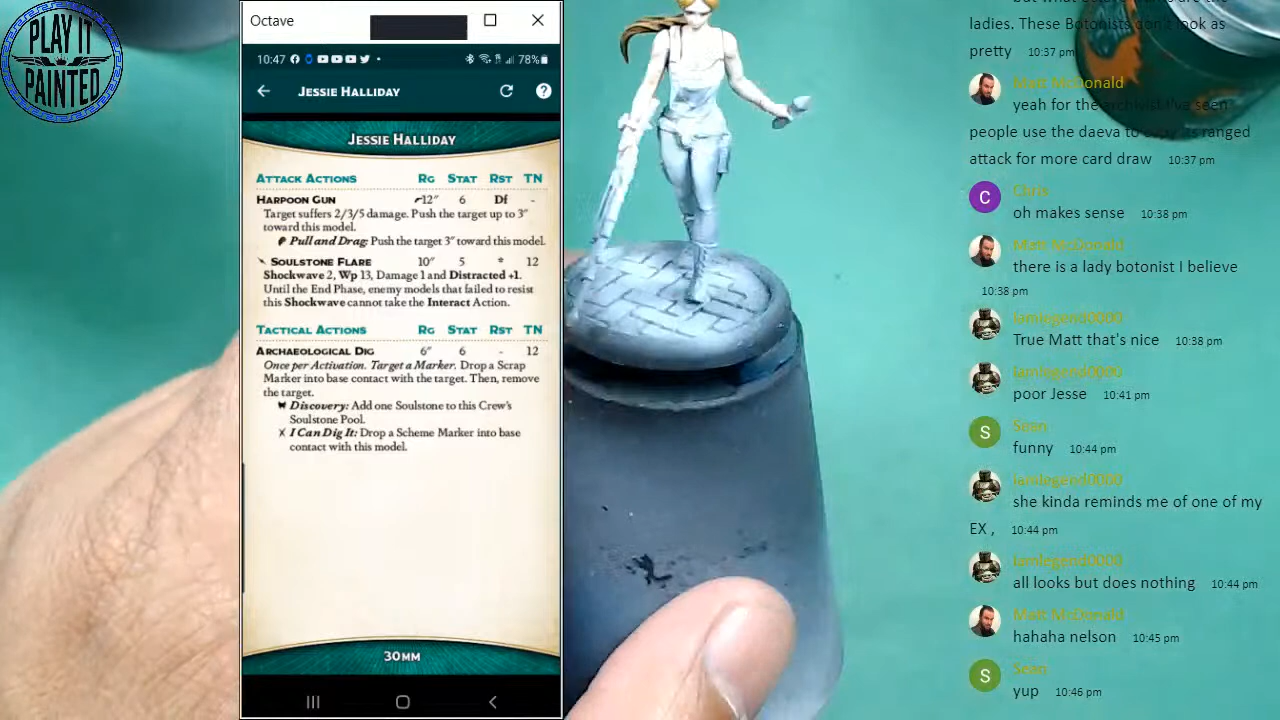 PLAY IT
PAINTED
Octave
10:47
78%
JESSIE HALLIDAY
JESSIE HALLIDAY
ATTACK ACTIONS RG STAT RST TN
HARPOON GUN 12" 6 Df -
Target suffers 2/3/5 damage. Push the target up to 3"
toward this model.
Pull and Drag: Push the target 3" toward this model.
SOULSTONE FLARE 10" 5 * 12
Shockwave 2, Wp 13, Damage 1 and Distracted +1.
Until the End Phase, enemy models that failed to resist
this Shockwave cannot take the Interact Action.
TACTICAL ACTIONS RG STAT RST TN
ARCHAEOLOGICAL DIG 6" 6 - 12
Once per Activation. Target a Marker. Drop a Scrap
Marker into base contact with the target. Then, remove
the target.
Discovery: Add one Soulstone to this Crew's
Soulstone Pool.
I Can Dig It: Drop a Scheme Marker into base
contact with this model.
30MM
ladies. These Botonists don't look as
pretty 10:37 pm
Matt McDonald
yeah for the archivist I've seen
people use the daeva to copy its ranged
attack for more card draw 10:37 pm
C
Chris
oh makes sense 10:38 pm
Matt McDonald
there is a lady botonist I believe
10:38 pm
Iamlegend0000
True Matt that's nice 10:38 pm
Iamlegend0000
poor Jesse 10:41 pm
S
Sean
funny 10:44 pm
Iamlegend0000
she kinda reminds me of one of my
EX , 10:44 pm
Iamlegend0000
all looks but does nothing 10:44 pm
Matt McDonald
hahaha nelson 10:45 pm
S
Sean
yup 10:46 pm